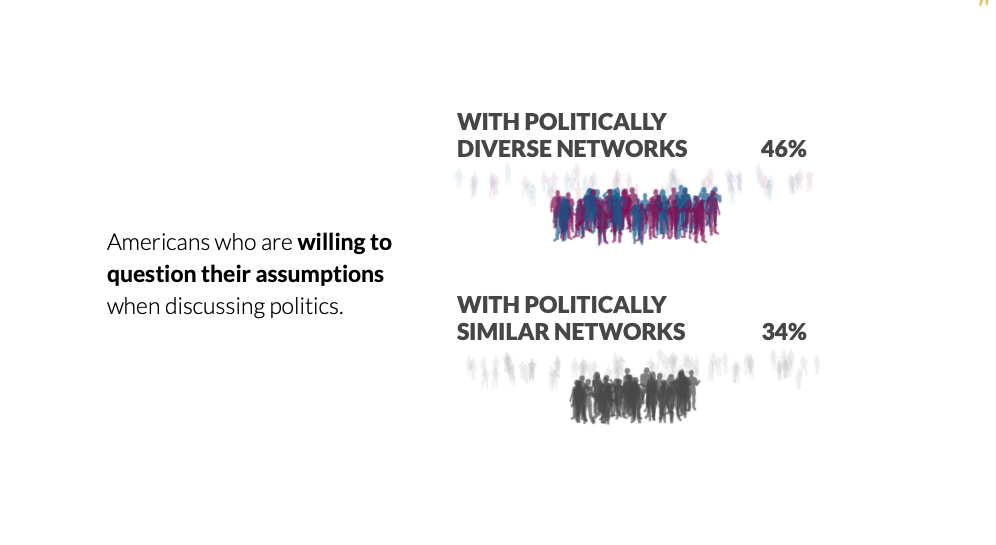 WITH POLITICALLY
DIVERSE NETWORKS 46%
Americans who are willing to
question their assumptions
when discussing politics.
WITH POLITICALLY
SIMILAR NETWORKS 34%